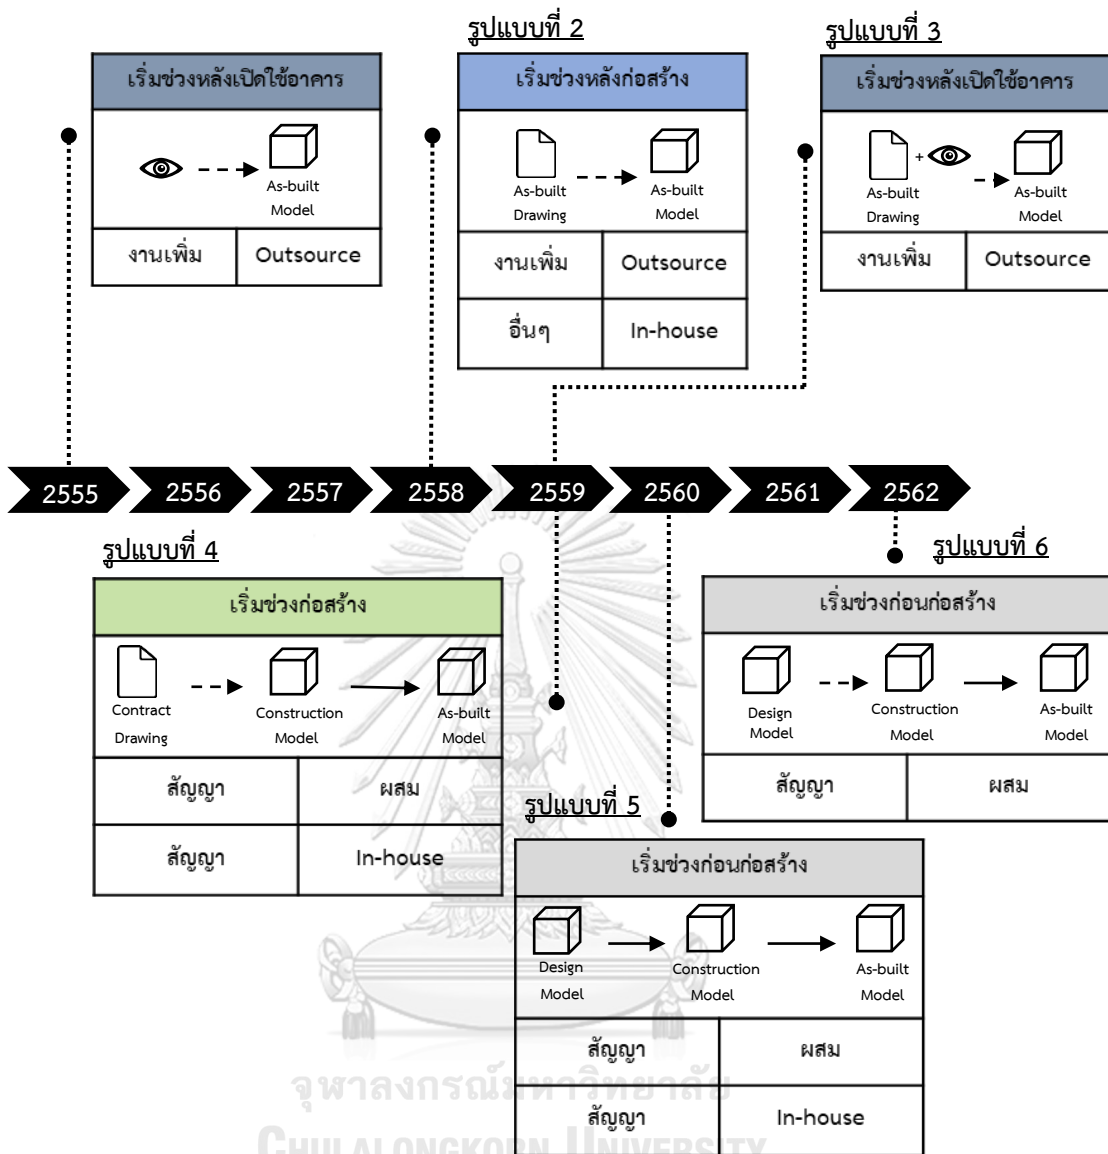 รูปแบบที่ 2
รูปแบบที่ 3
เริ่มช่วงหลังเปิดใช้อาคาร
As-built
Model
งานเพิ่ม Outsource
เริ่มช่วงหลังก่อสร้าง
As-built As-built
Drawing Model
งานเพิ่ม Outsource
อื่นๆ In-house
เริ่มช่วงหลังเปิดใช้อาคาร
+
As-built As-built
Drawing Model
งานเพิ่ม Outsource
2555 2556 2557 2558 2559 2560 2561 2562
รูปแบบที่ 4
เริ่มช่วงก่อสร้าง
Contract Construction As-built
Drawing Model Model
สัญญา ผสม
สัญญา In-house
รูปแบบที่ 6
เริ่มช่วงก่อนก่อสร้าง
Design Construction As-built
Model Model Model
สัญญา ผสม
รูปแบบที่ 5
เริ่มช่วงก่อนก่อสร้าง
Design Construction As-built
Model Model Model
สัญญา ผสม
สัญญา In-house
จุฬาลงกรณ์มหาวิทยาลัย
CHULALONGKORN UNIVERSITY